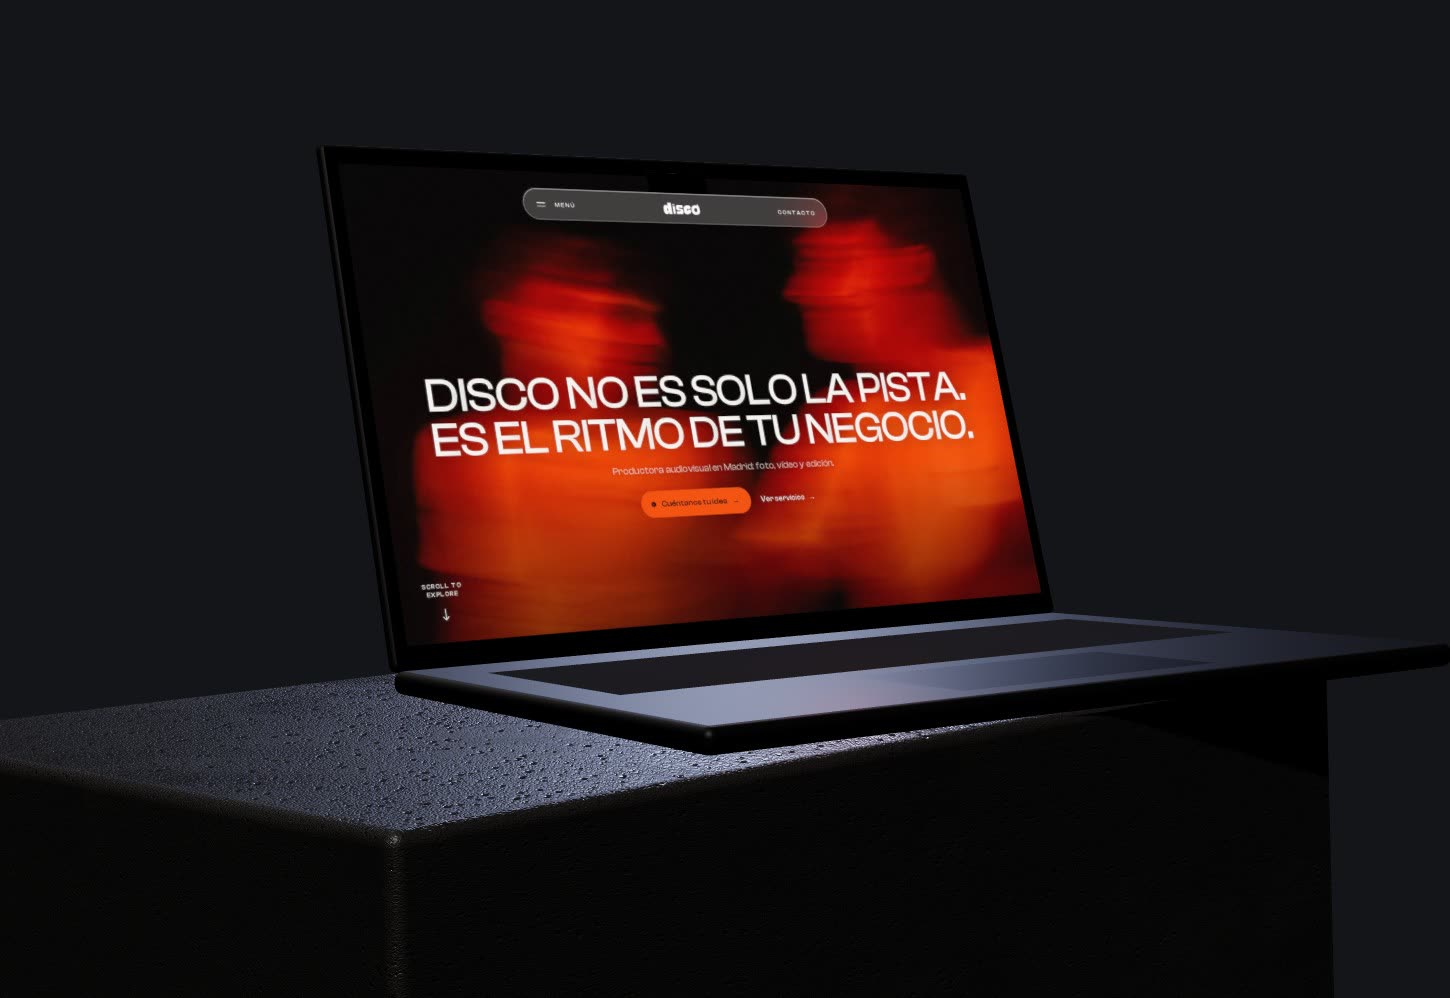 MENÚ
disco
CONTACTO
DISCO NO ES SOLO LA PISTA.
ES EL RITMO DE TU NEGOCIO.
Productora audiovisual en Madrid: foto, vídeo y edición.
Cuéntanos tu idea →
Ver servicios →
SCROLL TO
EXPLORE
↓